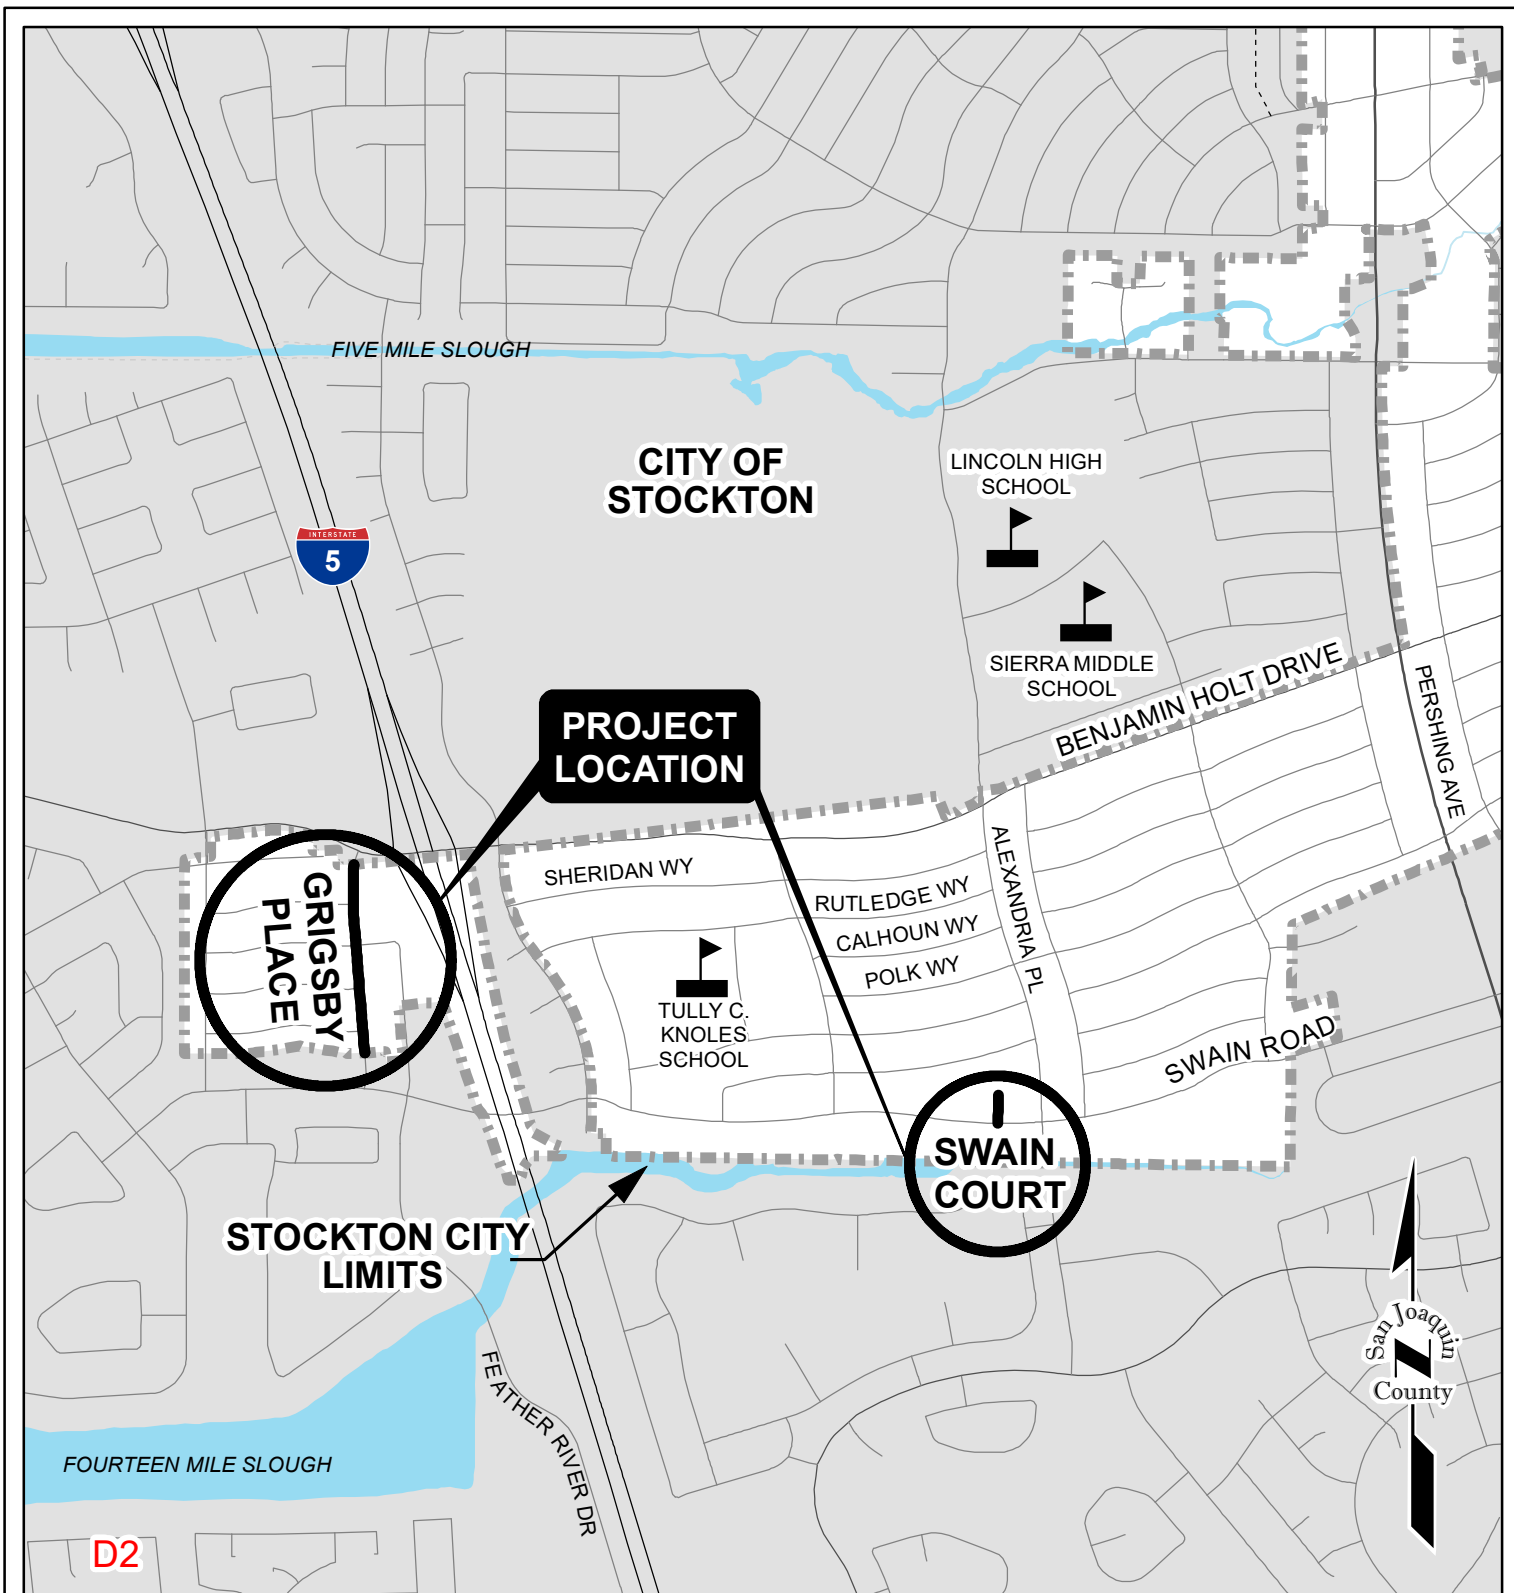 FIVE MILE SLOUGH
CITY OF
STOCKTON
LINCOLN HIGH
SCHOOL
INTERSTATE
5
SIERRA MIDDLE
SCHOOL
BENJAMIN HOLT DRIVE
PERSHING AVE
PROJECT
LOCATION
SHERIDAN WY
RUTLEDGE WY
CALHOUN WY
POLK WY
ALEXANDRIA PL
GRIGSBY
PLACE
TULLY C.
KNOLES
SCHOOL
SWAIN ROAD
SWAIN
COURT
STOCKTON CITY
LIMITS
FEATHER RIVER DR
San Joaquin
N
County
FOURTEEN MILE SLOUGH
D2